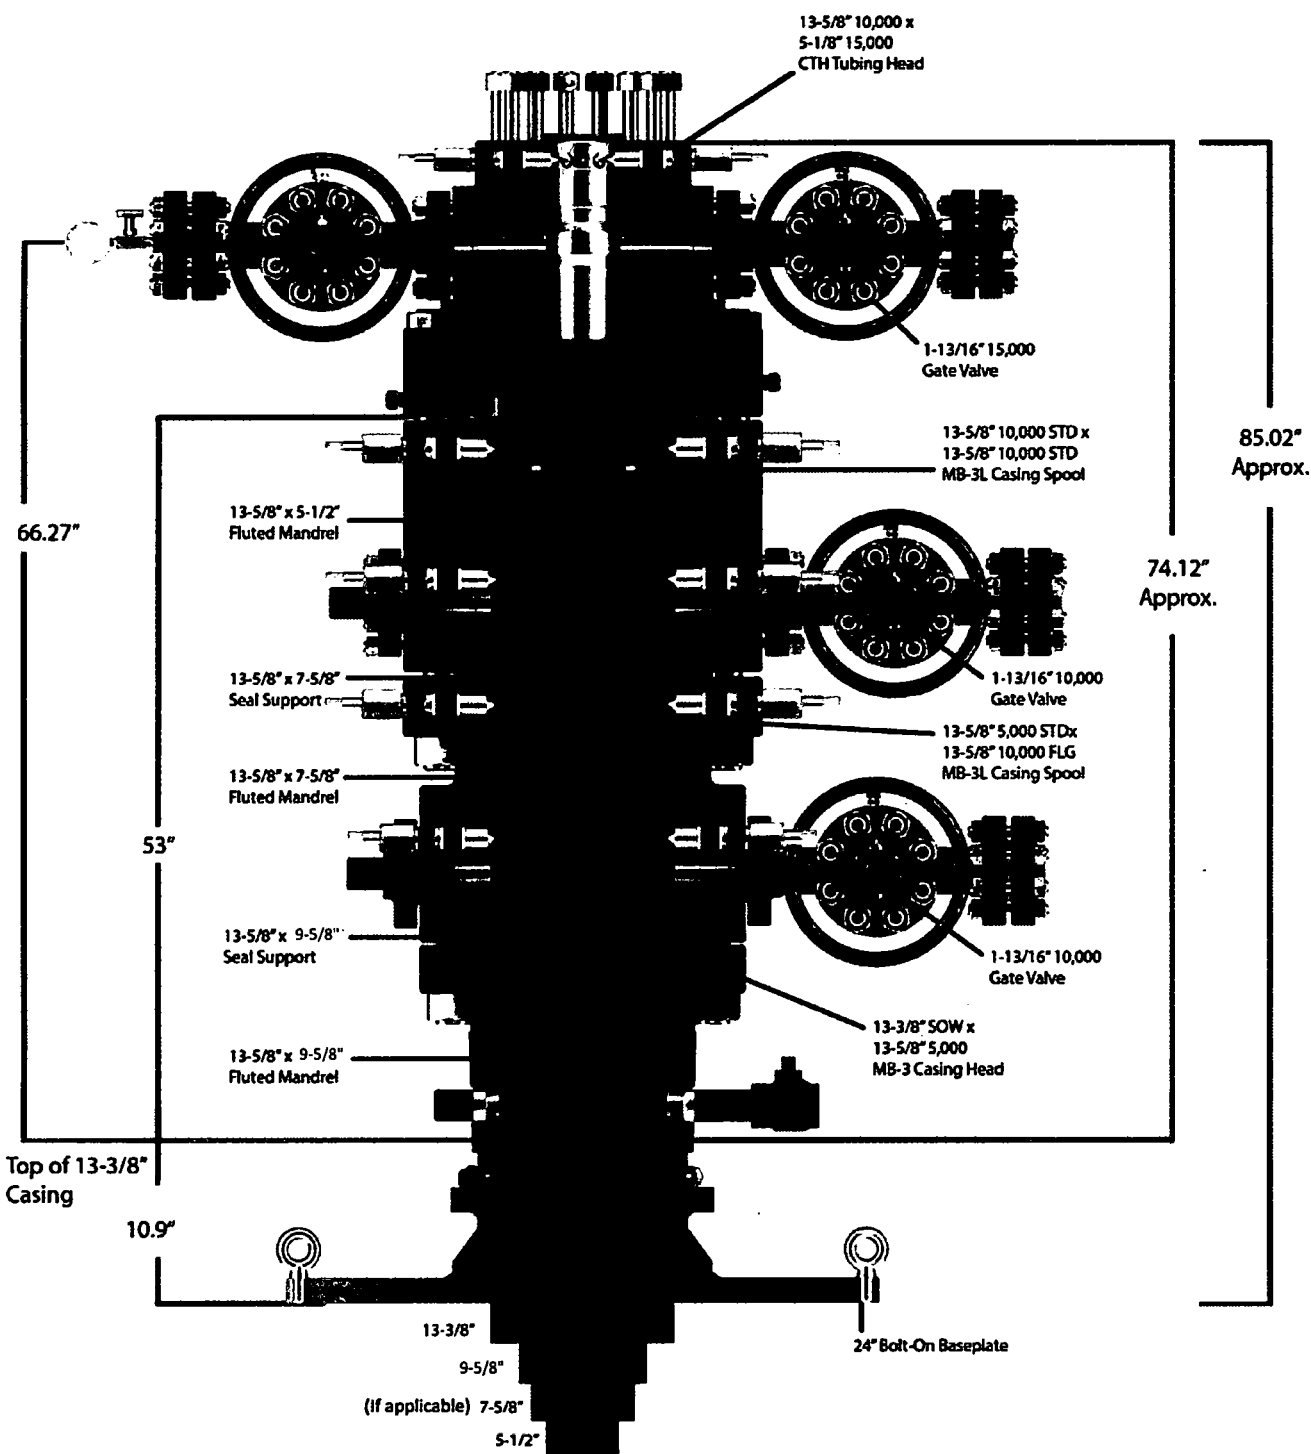 13-5/8" 10,000 x
5-1/8" 15,000
CTH Tubing Head
1-13/16" 15,000
Gate Valve
13-5/8" 10,000 STD x
13-5/8" 10,000 STD
MB-3L Casing Spool
85.02"
Approx.
66.27"
13-5/8" x 5-1/2"
Fluted Mandrel
74.12"
Approx.
13-5/8" x 7-5/8"
Seal Support
1-13/16" 10,000
Gate Valve
13-5/8" 5,000 STDx
13-5/8" 10,000 FLG
MB-3L Casing Spool
13-5/8" x 7-5/8"
Fluted Mandrel
53"
13-5/8" x 9-5/8"
Seal Support
1-13/16" 10,000
Gate Valve
13-3/8" SOW x
13-5/8" 5,000
MB-3 Casing Head
13-5/8" x 9-5/8"
Fluted Mandrel
Top of 13-3/8"
Casing
10.9"
13-3/8"
24" Bolt-On Baseplate
9-5/8"
(If applicable) 7-5/8"
5-1/2"